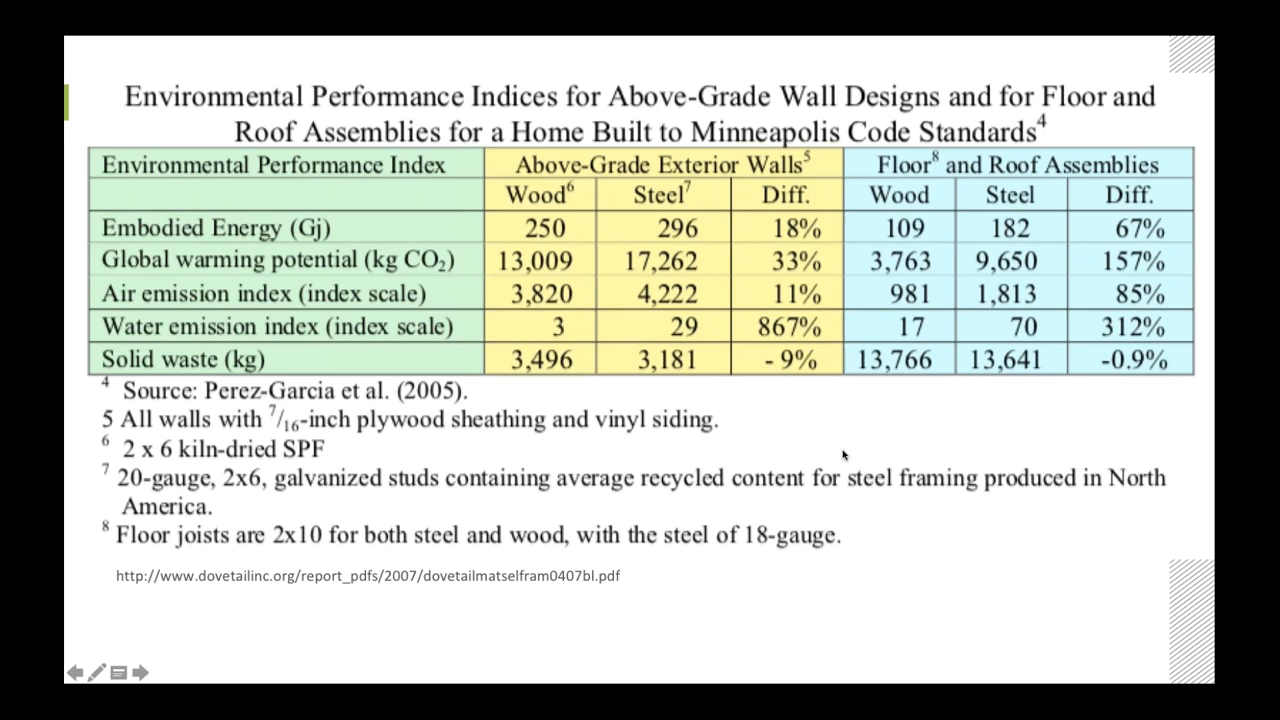 Environmental Performance Indices for Above-Grade Wall Designs and for Floor and
Roof Assemblies for a Home Built to Minneapolis Code Standards⁴
Environmental Performance Index Above-Grade Exterior Walls⁵ Floor⁸ and Roof Assemblies
Wood⁶ Steel⁷ Diff. Wood Steel Diff.
Embodied Energy (Gj) 250 296 18% 109 182 67%
Global warming potential (kg CO₂) 13,009 17,262 33% 3,763 9,650 157%
Air emission index (index scale) 3,820 4,222 11% 981 1,813 85%
Water emission index (index scale) 3 29 867% 17 70 312%
Solid waste (kg) 3,496 3,181 - 9% 13,766 13,641 -0.9%
⁴ Source: Perez-Garcia et al. (2005).
5 All walls with ⁷/₁₆-inch plywood sheathing and vinyl siding.
⁶ 2 x 6 kiln-dried SPF
⁷ 20-gauge, 2x6, galvanized studs containing average recycled content for steel framing produced in North
America.
⁸ Floor joists are 2x10 for both steel and wood, with the steel of 18-gauge.
http://www.dovetailinc.org/report_pdfs/2007/dovetailmatselfram0407bl.pdf